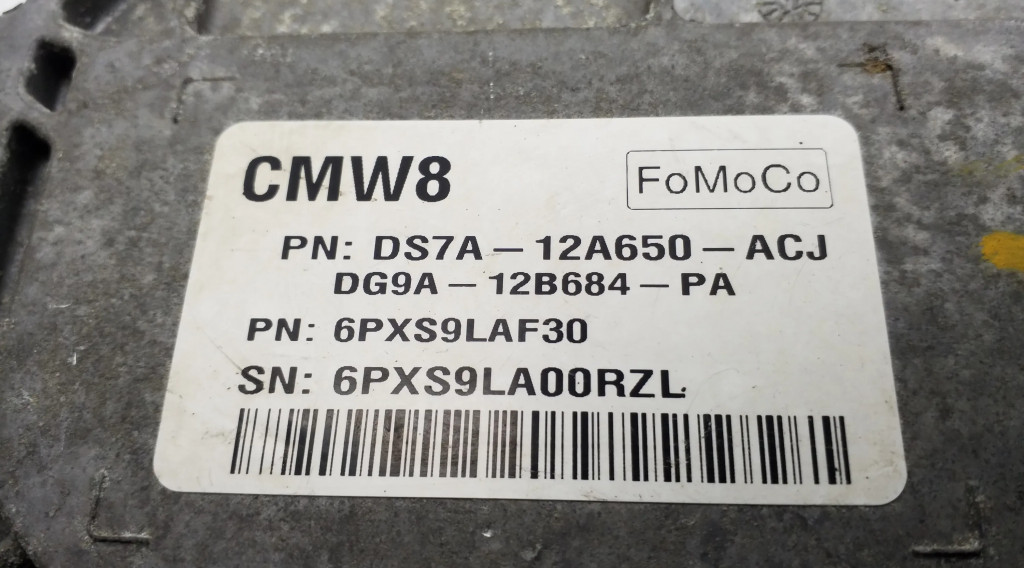 CMW8 FoMoCo
PN: DS7A-12A650-ACJ
DG9A-12B684-PA
PN: 6PXS9LAF30
SN: 6PXS9LA00RZL